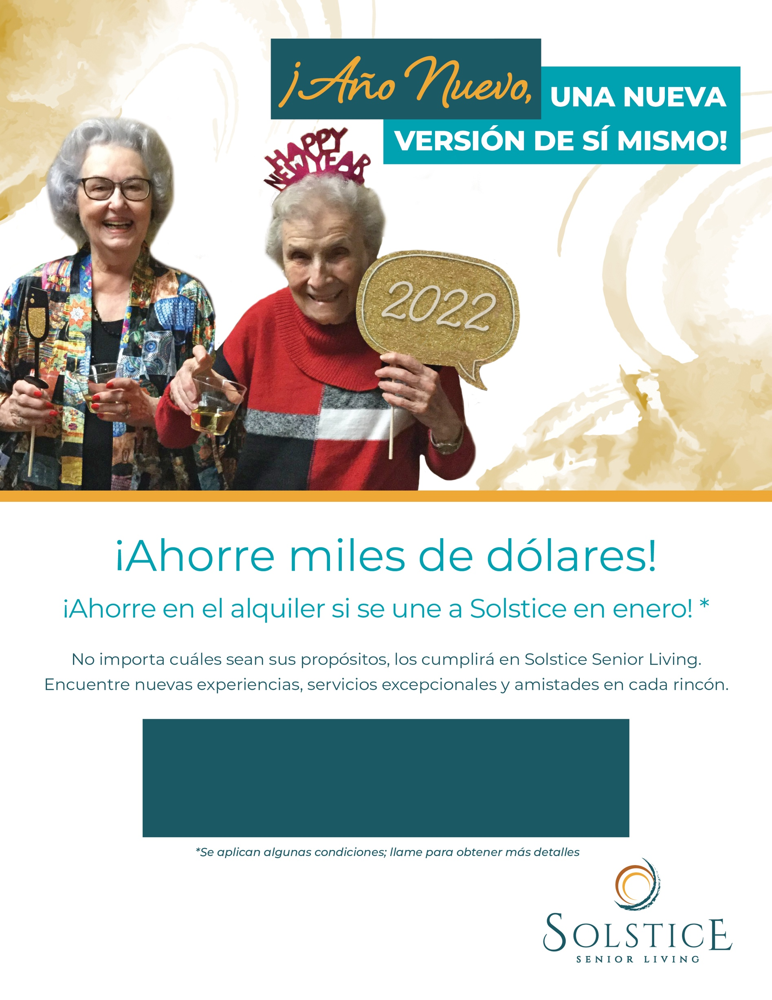 ¡Año Nuevo, UNA NUEVA
VERSIÓN DE SÍ MISMO!
HAPPY
NEW YEAR
2022
¡Ahorre miles de dólares!
¡Ahorre en el alquiler si se une a Solstice en enero! *
No importa cuáles sean sus propósitos, los cumplirá en Solstice Senior Living.
Encuentre nuevas experiencias, servicios excepcionales y amistades en cada rincón.
*Se aplican algunas condiciones; llame para obtener más detalles
SOLSTICE
SENIOR LIVING